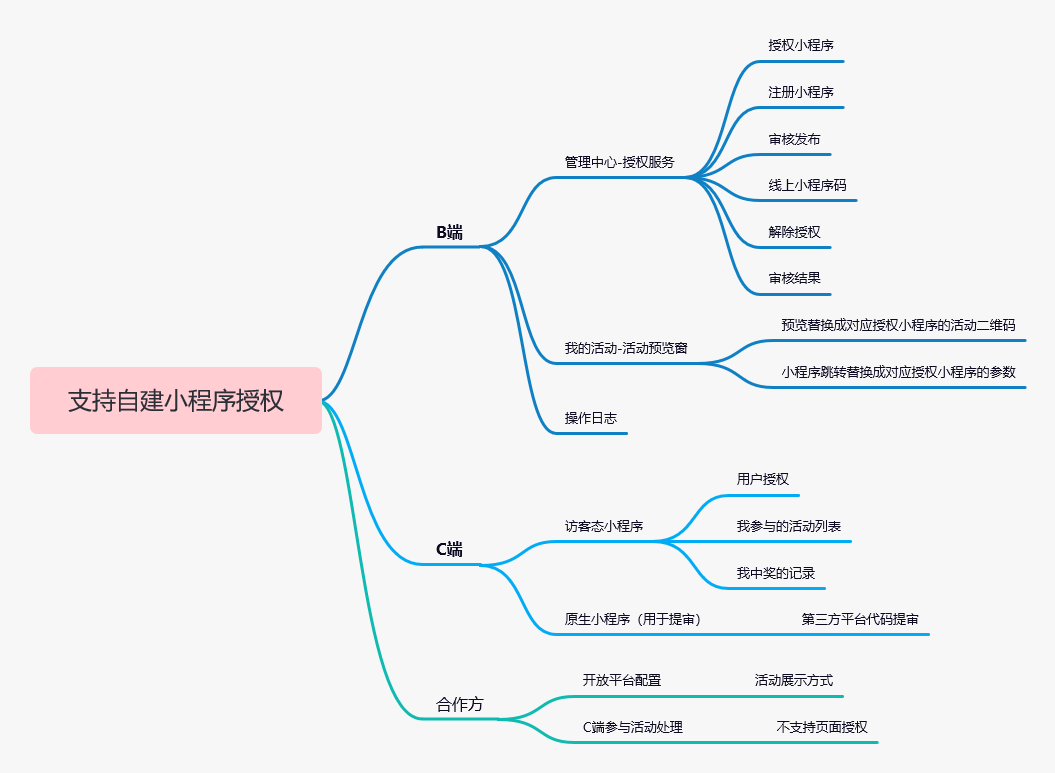 支持自建小程序授权
B端
管理中心-授权服务
授权小程序
注册小程序
审核发布
线上小程序码
解除授权
审核结果
我的活动-活动预览窗
预览替换成对应授权小程序的活动二维码
小程序跳转替换成对应授权小程序的参数
操作日志
C端
访客态小程序
用户授权
我参与的活动列表
我中奖的记录
原生小程序（用于提审）
第三方平台代码提审
合作方
开放平台配置
活动展示方式
C端参与活动处理
不支持页面授权